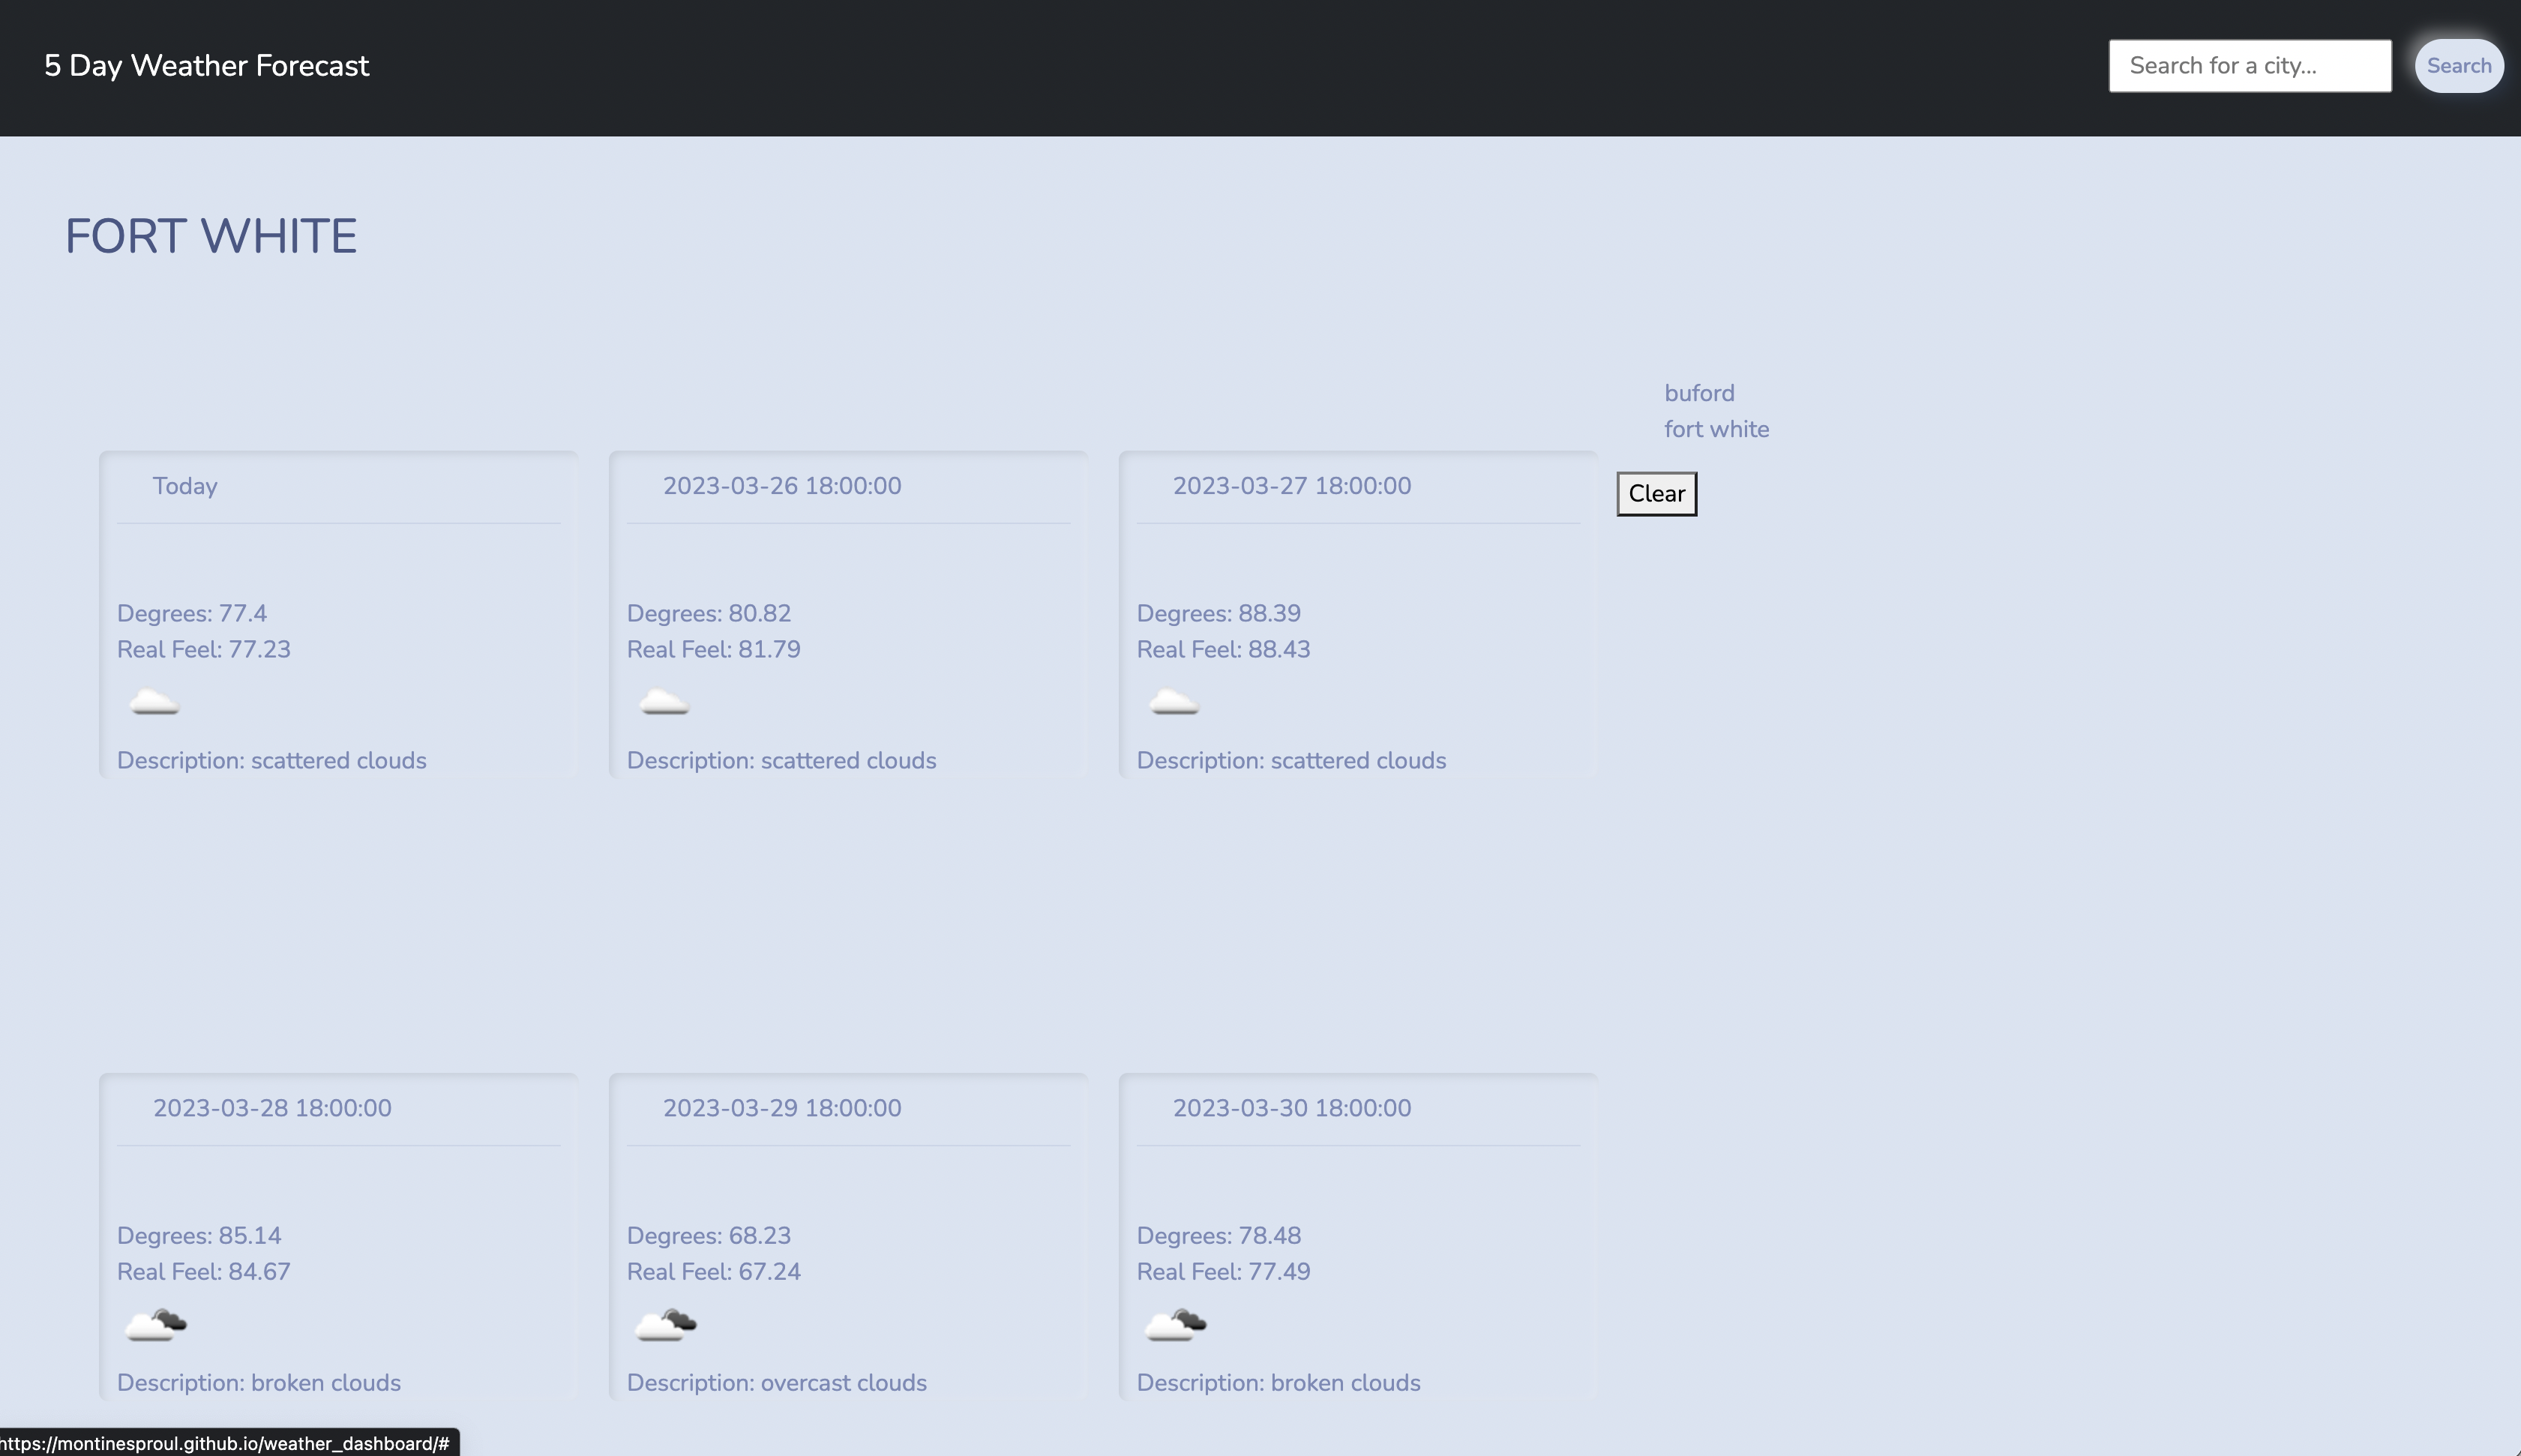 5 Day Weather Forecast
Search for a city...
Search
FORT WHITE
buford
fort white
Clear
Today
Degrees: 77.4
Real Feel: 77.23
Description: scattered clouds
2023-03-26 18:00:00
Degrees: 80.82
Real Feel: 81.79
Description: scattered clouds
2023-03-27 18:00:00
Degrees: 88.39
Real Feel: 88.43
Description: scattered clouds
2023-03-28 18:00:00
Degrees: 85.14
Real Feel: 84.67
Description: broken clouds
2023-03-29 18:00:00
Degrees: 68.23
Real Feel: 67.24
Description: overcast clouds
2023-03-30 18:00:00
Degrees: 78.48
Real Feel: 77.49
Description: broken clouds
https://montinesproul.github.io/weather_dashboard/#